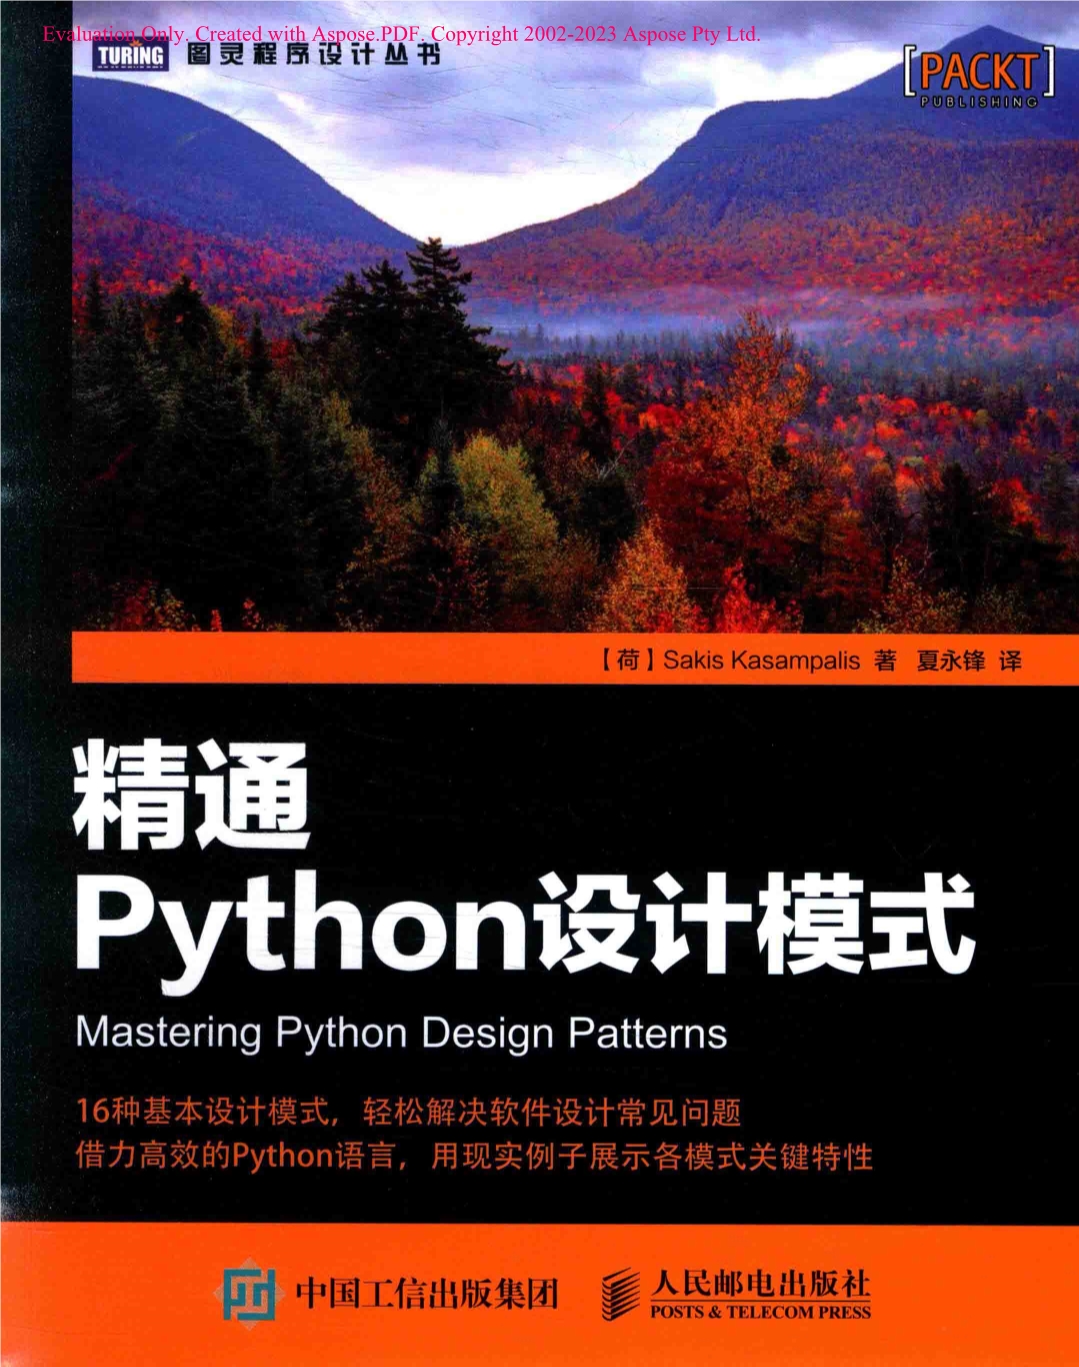 Evaluation Only. Created with Aspose.PDF. Copyright 2002-2023 Aspose Pty Ltd.
TURING 图灵程序设计丛书
[PACKT]
PUBLISHING
【荷】Sakis Kasampalis 著 夏永锋 译
精通
Python设计模式
Mastering Python Design Patterns
16种基本设计模式，轻松解决软件设计常见问题
借力高效的Python语言，用现实例子展示各模式关键特性
中国工信出版集团
人民邮电出版社
POSTS & TELECOM PRESS